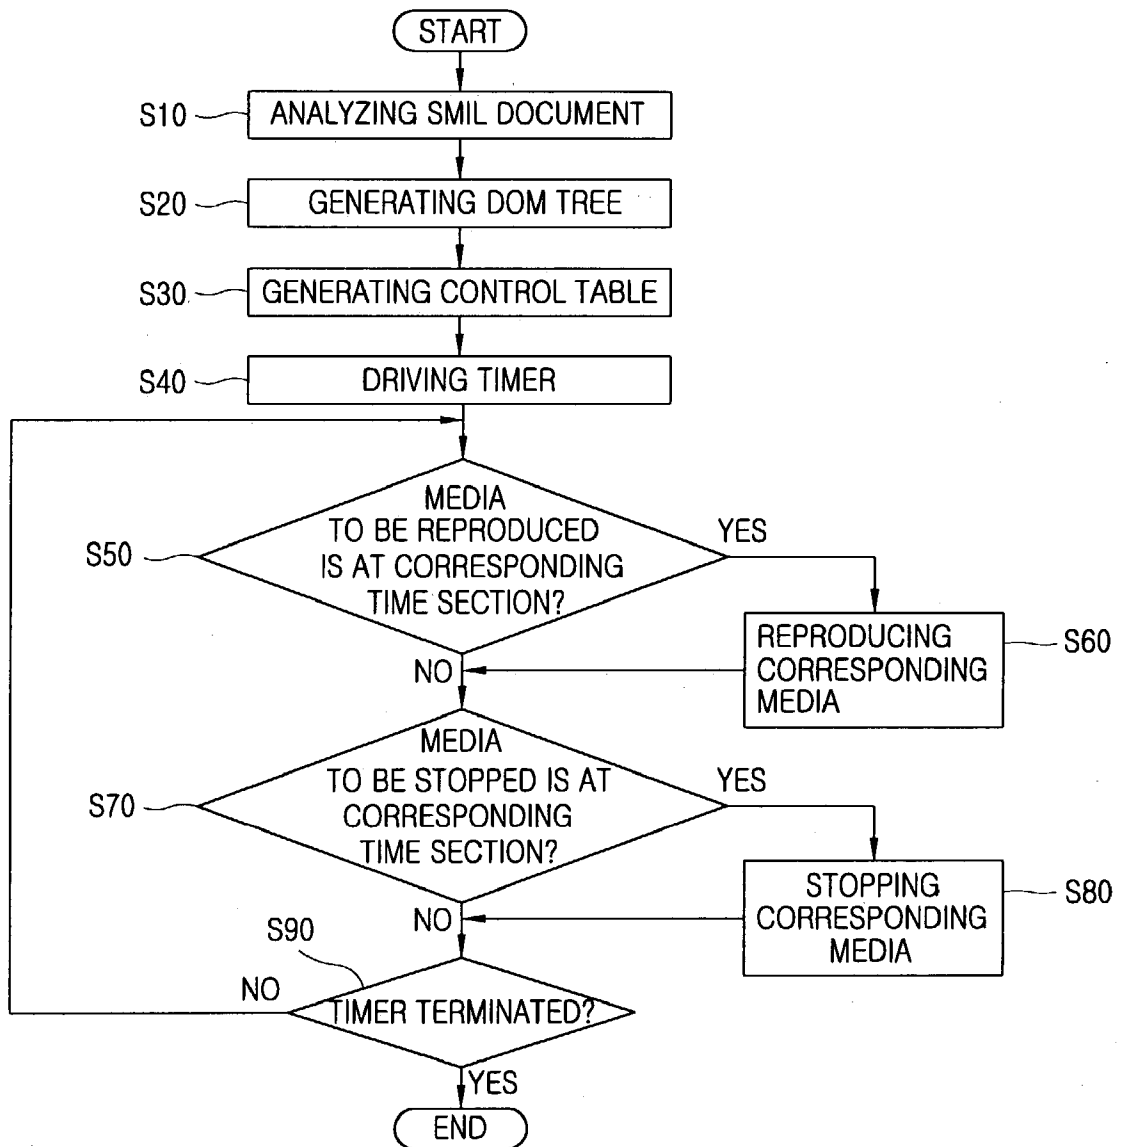 START
S10
ANALYZING SMIL DOCUMENT
S20
GENERATING DOM TREE
S30
GENERATING CONTROL TABLE
S40
DRIVING TIMER
S50
MEDIA
TO BE REPRODUCED
IS AT CORRESPONDING
TIME SECTION?
YES
S60
REPRODUCING
CORRESPONDING
MEDIA
NO
S70
MEDIA
TO BE STOPPED IS AT
CORRESPONDING
TIME SECTION?
YES
S80
STOPPING
CORRESPONDING
MEDIA
NO
S90
TIMER TERMINATED?
NO
YES
END